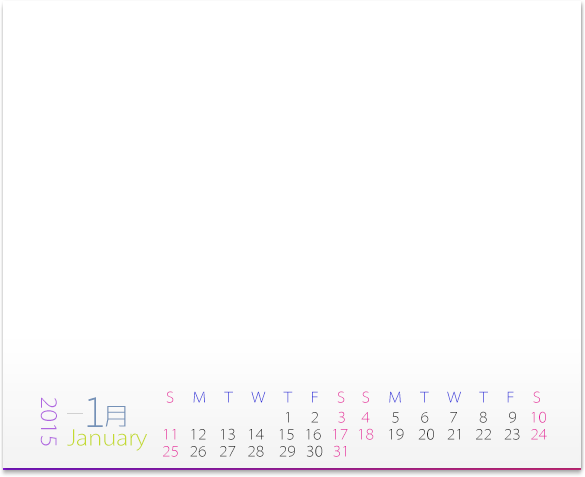 2015
一1月
January
S M T W T F S S M T W T F S
1 2 3 4 5 6 7 8 9 10
11 12 13 14 15 16 17 18 19 20 21 22 23 24
25 26 27 28 29 30 31